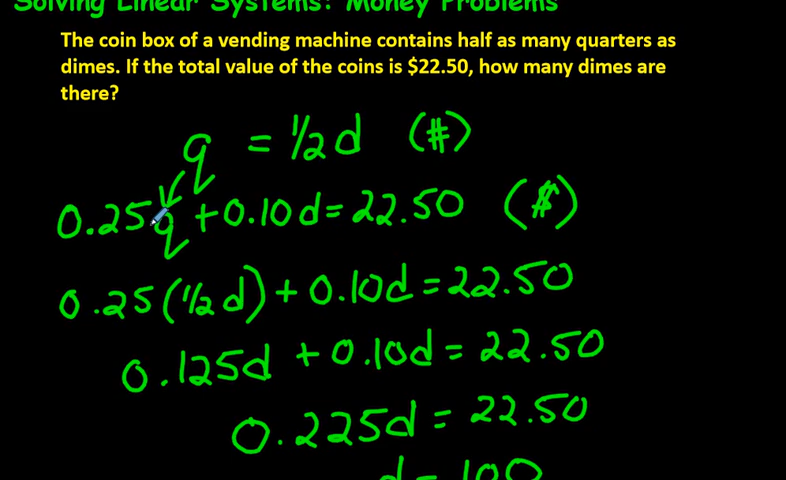 Solving Linear Systems: Money Problems
The coin box of a vending machine contains half as many quarters as
dimes. If the total value of the coins is $22.50, how many dimes are
there?
q = ½d (#)
0.25q +0.10d=22.50 ($)
0.25(½d)+0.10d=22.50
0.125d +0.10d=22.50
0.225d=22.50
d=100